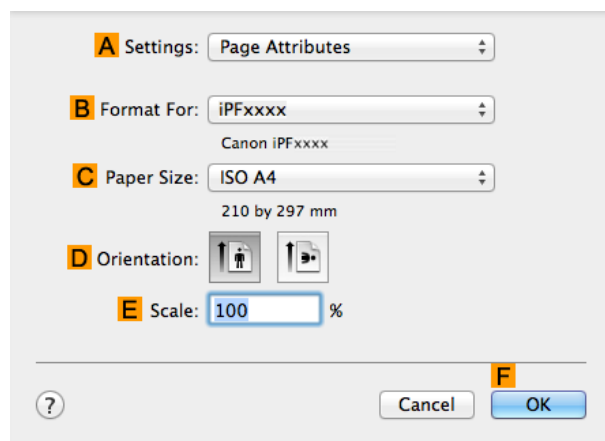 A Settings: Page Attributes
B Format For: iPFxxxx
Canon iPFxxxx
C Paper Size: ISO A4
210 by 297 mm
D Orientation:
E Scale: 100 %
F
? Cancel OK